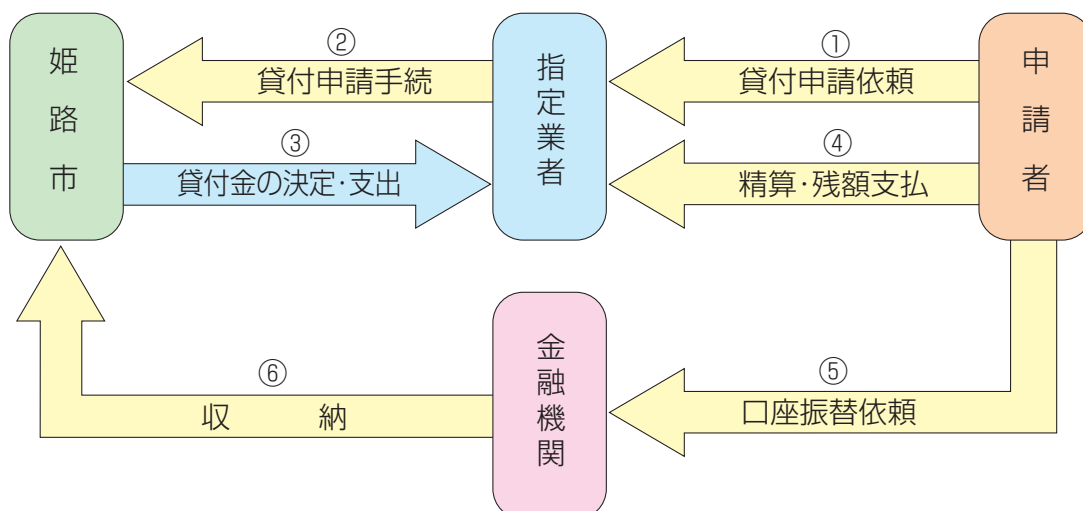 姫路市
②
貸付申請手続
③
貸付金の決定・支出
指定業者
①
貸付申請依頼
④
精算・残額支払
申請者
⑥
収　納
金融機関
⑤
口座振替依頼